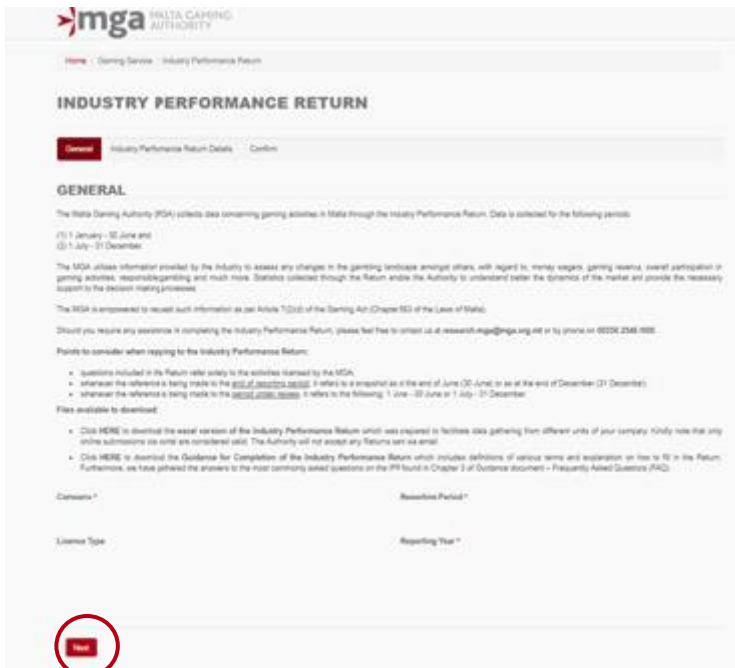 mga MALTA GAMING
AUTHORITY
Home / Gaming Service / Industry Performance Return
INDUSTRY PERFORMANCE RETURN
General Industry Performance Return Details Confirm
GENERAL
The Malta Gaming Authority (MGA) collects data concerning gaming activities in Malta through the Industry Performance Return. Data is collected for the following periods:
(1) 1 January - 30 June and
(2) 1 July - 31 December.
The MGA utilises information provided by the industry to assess any changes in the gambling landscape amongst others, with regard to, money wagers, gaming revenue, overall participation in
gaming activities, responsible gambling and much more. Statistics collected through the Return enable the Authority to understand better the dynamics of the market and provide the necessary
support to the decision making processes.
The MGA is empowered to request such information as per Article 7(2)(d) of the Gaming Act (Chapter 583 of the Laws of Malta).
Should you require any assistance in completing the Industry Performance Return, please feel free to contact us at research.mga@mga.org.mt or by phone on
Points to consider when replying to the Industry Performance Return:
questions included in the Return refer solely to the activities licensed by the MGA.
whenever the reference is being made to the end of reporting period, it refers to a snapshot as at the end of June (30 June) or as at the end of December (31 December).
whenever the reference is being made to the period under review, it refers to the following: 1 June - 30 June or 1 July - 31 December.
Files available to download:
Click HERE to download the excel version of the Industry Performance Return which was prepared to facilitate data gathering from different units of your company. Kindly note that only
online submissions via portal are considered valid. The Authority will not accept any Returns sent via email.
Click HERE to download the Guidance for Completion of the Industry Performance Return which includes definitions of various terms and explanation on how to fill in the Return.
Furthermore, we have gathered the answers to the most commonly asked questions on the IPR found in Chapter 3 of Guidance document – Frequently Asked Questions (FAQ).
Company * Reporting Period *
Licence Type Reporting Year *
Next